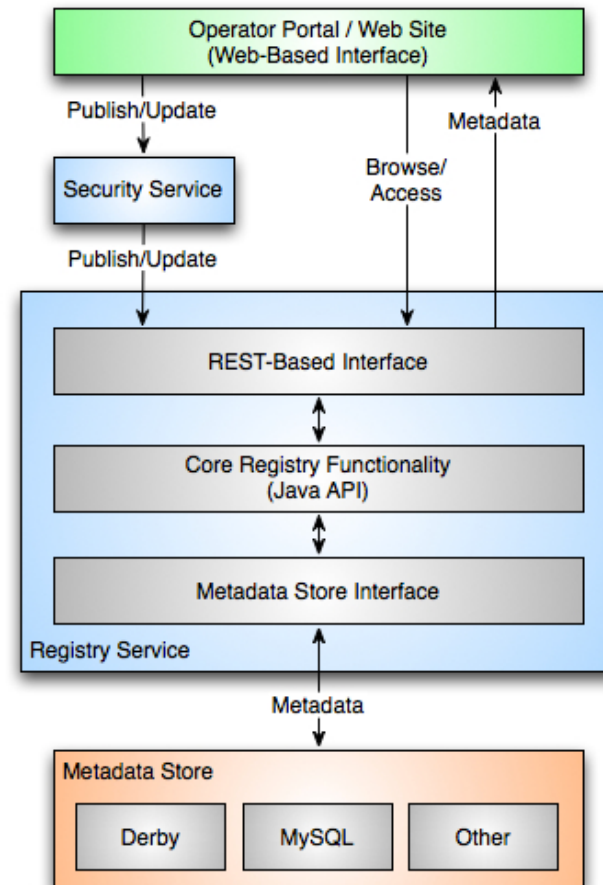 Operator Portal / Web Site
(Web-Based Interface)
Publish/Update
Metadata
Browse/
Access
Security Service
Publish/Update
REST-Based Interface
Core Registry Functionality
(Java API)
Metadata Store Interface
Registry Service
Metadata
Metadata Store
Derby
MySQL
Other